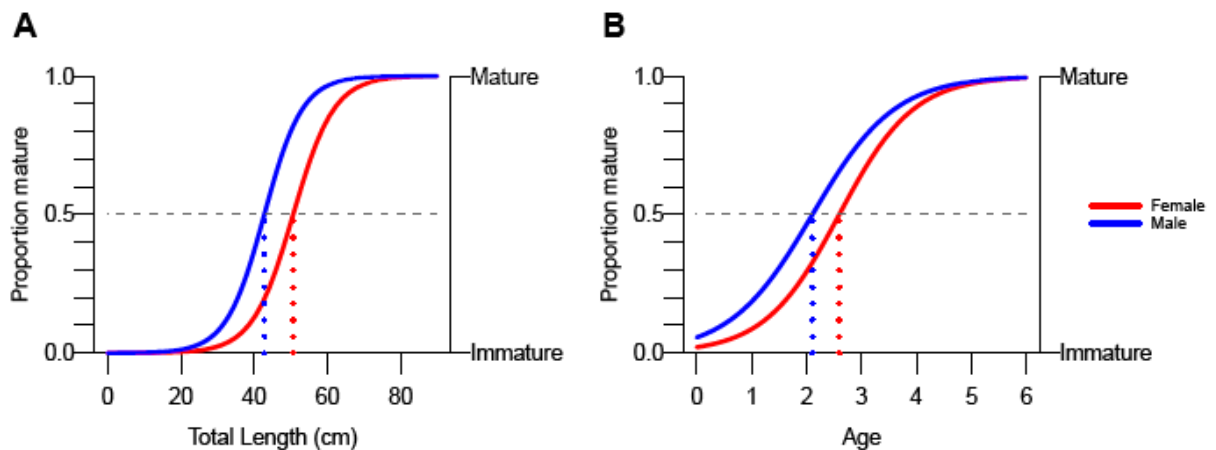 A
Proportion mature
1.0
0.5
0.0
Mature
Immature
0 20 40 60 80
Total Length (cm)
B
Proportion mature
1.0
0.5
0.0
Mature
Immature
0 1 2 3 4 5 6
Age
Female
Male